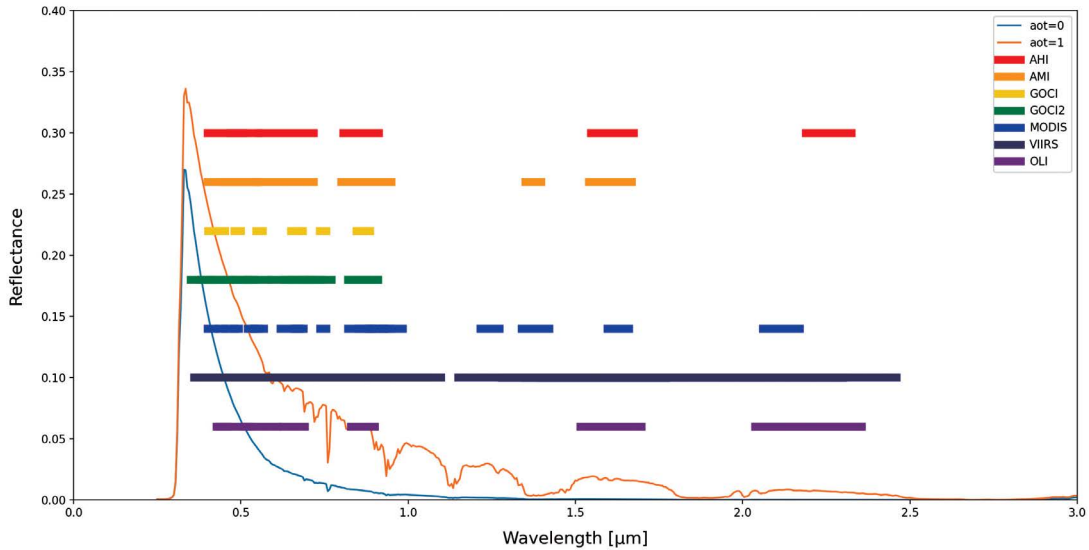 0.40
0.35
0.30
0.25
0.20
0.15
0.10
0.05
0.00
Reflectance
aot=0
aot=1
AHI
AMI
GOCI
GOCI2
MODIS
VIIRS
OLI
0.0 0.5 1.0 1.5 2.0 2.5 3.0
Wavelength [μm]